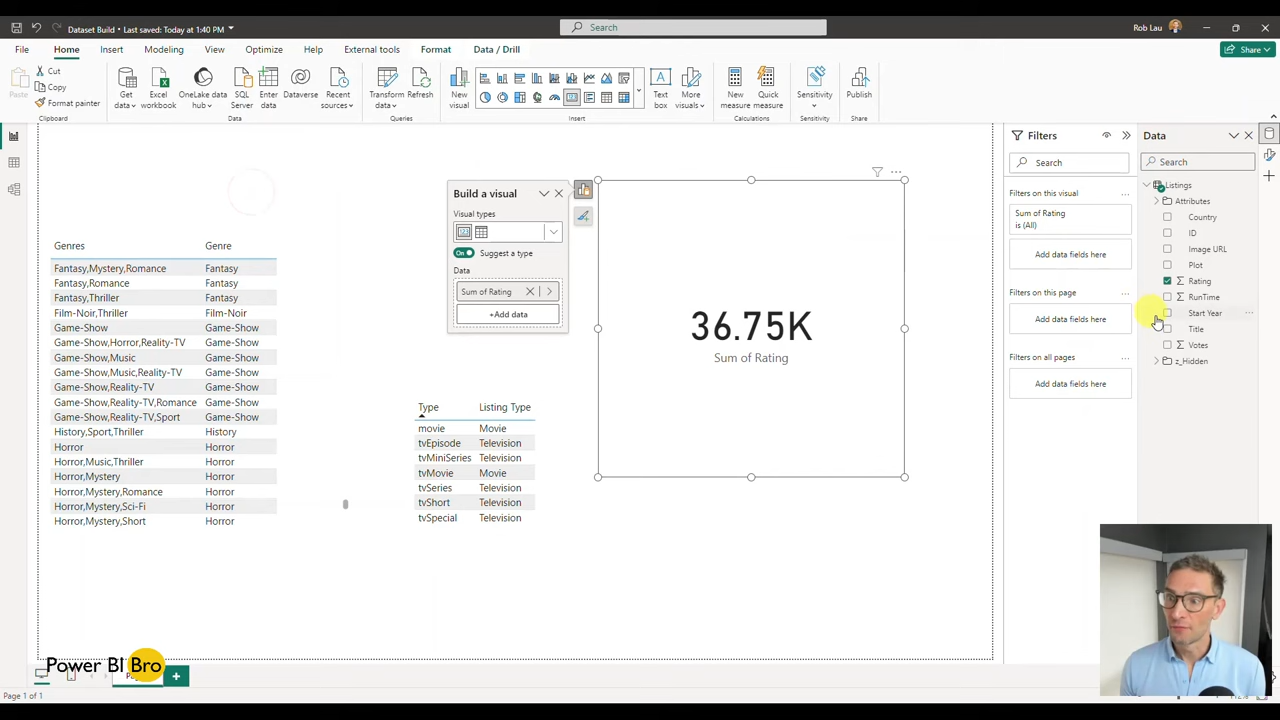 Dataset Build • Last saved: Today at 1:40 PM
Search
Rob Lau
File
Home
Insert
Modeling
View
Optimize
Help
External tools
Format
Data / Drill
Share
Paste
Cut
Copy
Format painter
Get data
Excel workbook
OneLake data hub
SQL Server
Enter data
Dataverse
Recent sources
Transform data
Refresh
New visual
Text box
More visuals
New measure
Quick measure
Sensitivity
Publish
Clipboard
Data
Queries
Insert
Calculations
Sensitivity
Share
Genres Genre
Fantasy,Mystery,Romance Fantasy
Fantasy,Romance Fantasy
Fantasy,Thriller Fantasy
Film-Noir,Thriller Film-Noir
Game-Show Game-Show
Game-Show,Horror,Reality-TV Game-Show
Game-Show,Music Game-Show
Game-Show,Music,Reality-TV Game-Show
Game-Show,Reality-TV Game-Show
Game-Show,Reality-TV,Romance Game-Show
Game-Show,Reality-TV,Sport Game-Show
History,Sport,Thriller History
Horror Horror
Horror,Music,Thriller Horror
Horror,Mystery Horror
Horror,Mystery,Romance Horror
Horror,Mystery,Sci-Fi Horror
Horror,Mystery,Short Horror
Build a visual
Visual types
123
On
Suggest a type
Data
Sum of Rating
+Add data
Type Listing Type
movie Movie
tvEpisode Television
tvMiniSeries Television
tvMovie Movie
tvSeries Television
tvShort Television
tvSpecial Television
36.75K
Sum of Rating
Filters
Search
Filters on this visual
Sum of Rating
is (All)
Add data fields here
Filters on this page
Add data fields here
Filters on all pages
Add data fields here
Data
Search
Listings
Attributes
Country
ID
Image URL
Plot
Rating
RunTime
Start Year
Title
Votes
z_Hidden
Power BI Bro
Page 1 of 1